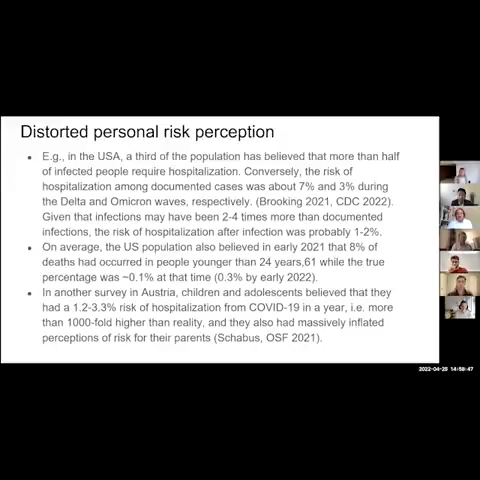 Distorted personal risk perception
• E.g., in the USA, a third of the population has believed that more than half
of infected people require hospitalization. Conversely, the risk of
hospitalization among documented cases was about 7% and 3% during
the Delta and Omicron waves, respectively. (Brooking 2021, CDC 2022).
Given that infections may have been 2-4 times more than documented
infections, the risk of hospitalization after infection was probably 1-2%.
• On average, the US population also believed in early 2021 that 8% of
deaths had occurred in people younger than 24 years,61 while the true
percentage was ~0.1% at that time (0.3% by early 2022).
• In another survey in Austria, children and adolescents believed that they
had a 1.2-3.3% risk of hospitalization from COVID-19 in a year, i.e. more
than 1000-fold higher than reality, and they also had massively inflated
perceptions of risk for their parents (Schabus, OSF 2021).
2022-04-25 14:58:47